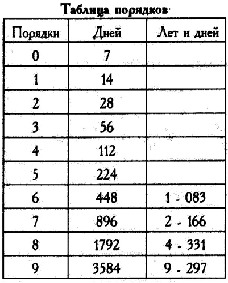 Таблица порядков
Порядки Дней Лет и дней
0 7
1 14
2 28
3 56
4 112
5 224
6 448 1 - 083
7 896 2 - 166
8 1792 4 - 331
9 3584 9 - 297